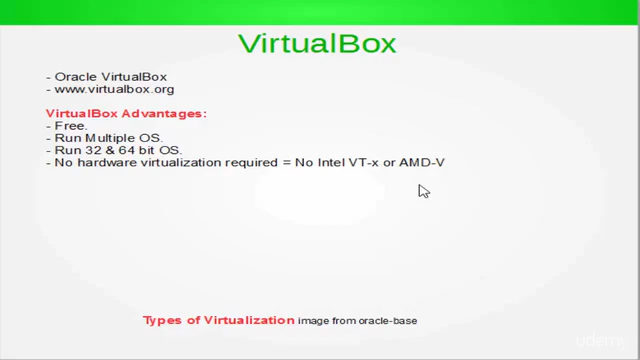 VirtualBox
- Oracle VirtualBox
- www.virtualbox.org
VirtualBox Advantages:
- Free.
- Run Multiple OS.
- Run 32 & 64 bit OS.
- No hardware virtualization required = No Intel VT-x or AMD-V
Types of Virtualization image from oracle-base
udemy